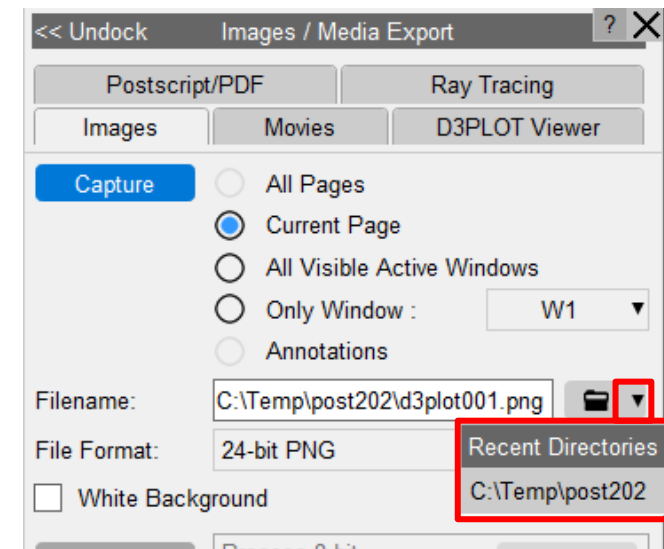 << Undock Images / Media Export ? X
Postscript/PDF Ray Tracing
Images Movies D3PLOT Viewer
Capture All Pages
Current Page
All Visible Active Windows
Only Window : W1
Annotations
Filename: C:\Temp\post202\d3plot001.png
File Format: 24-bit PNG
Recent Directories
White Background
C:\Temp\post202